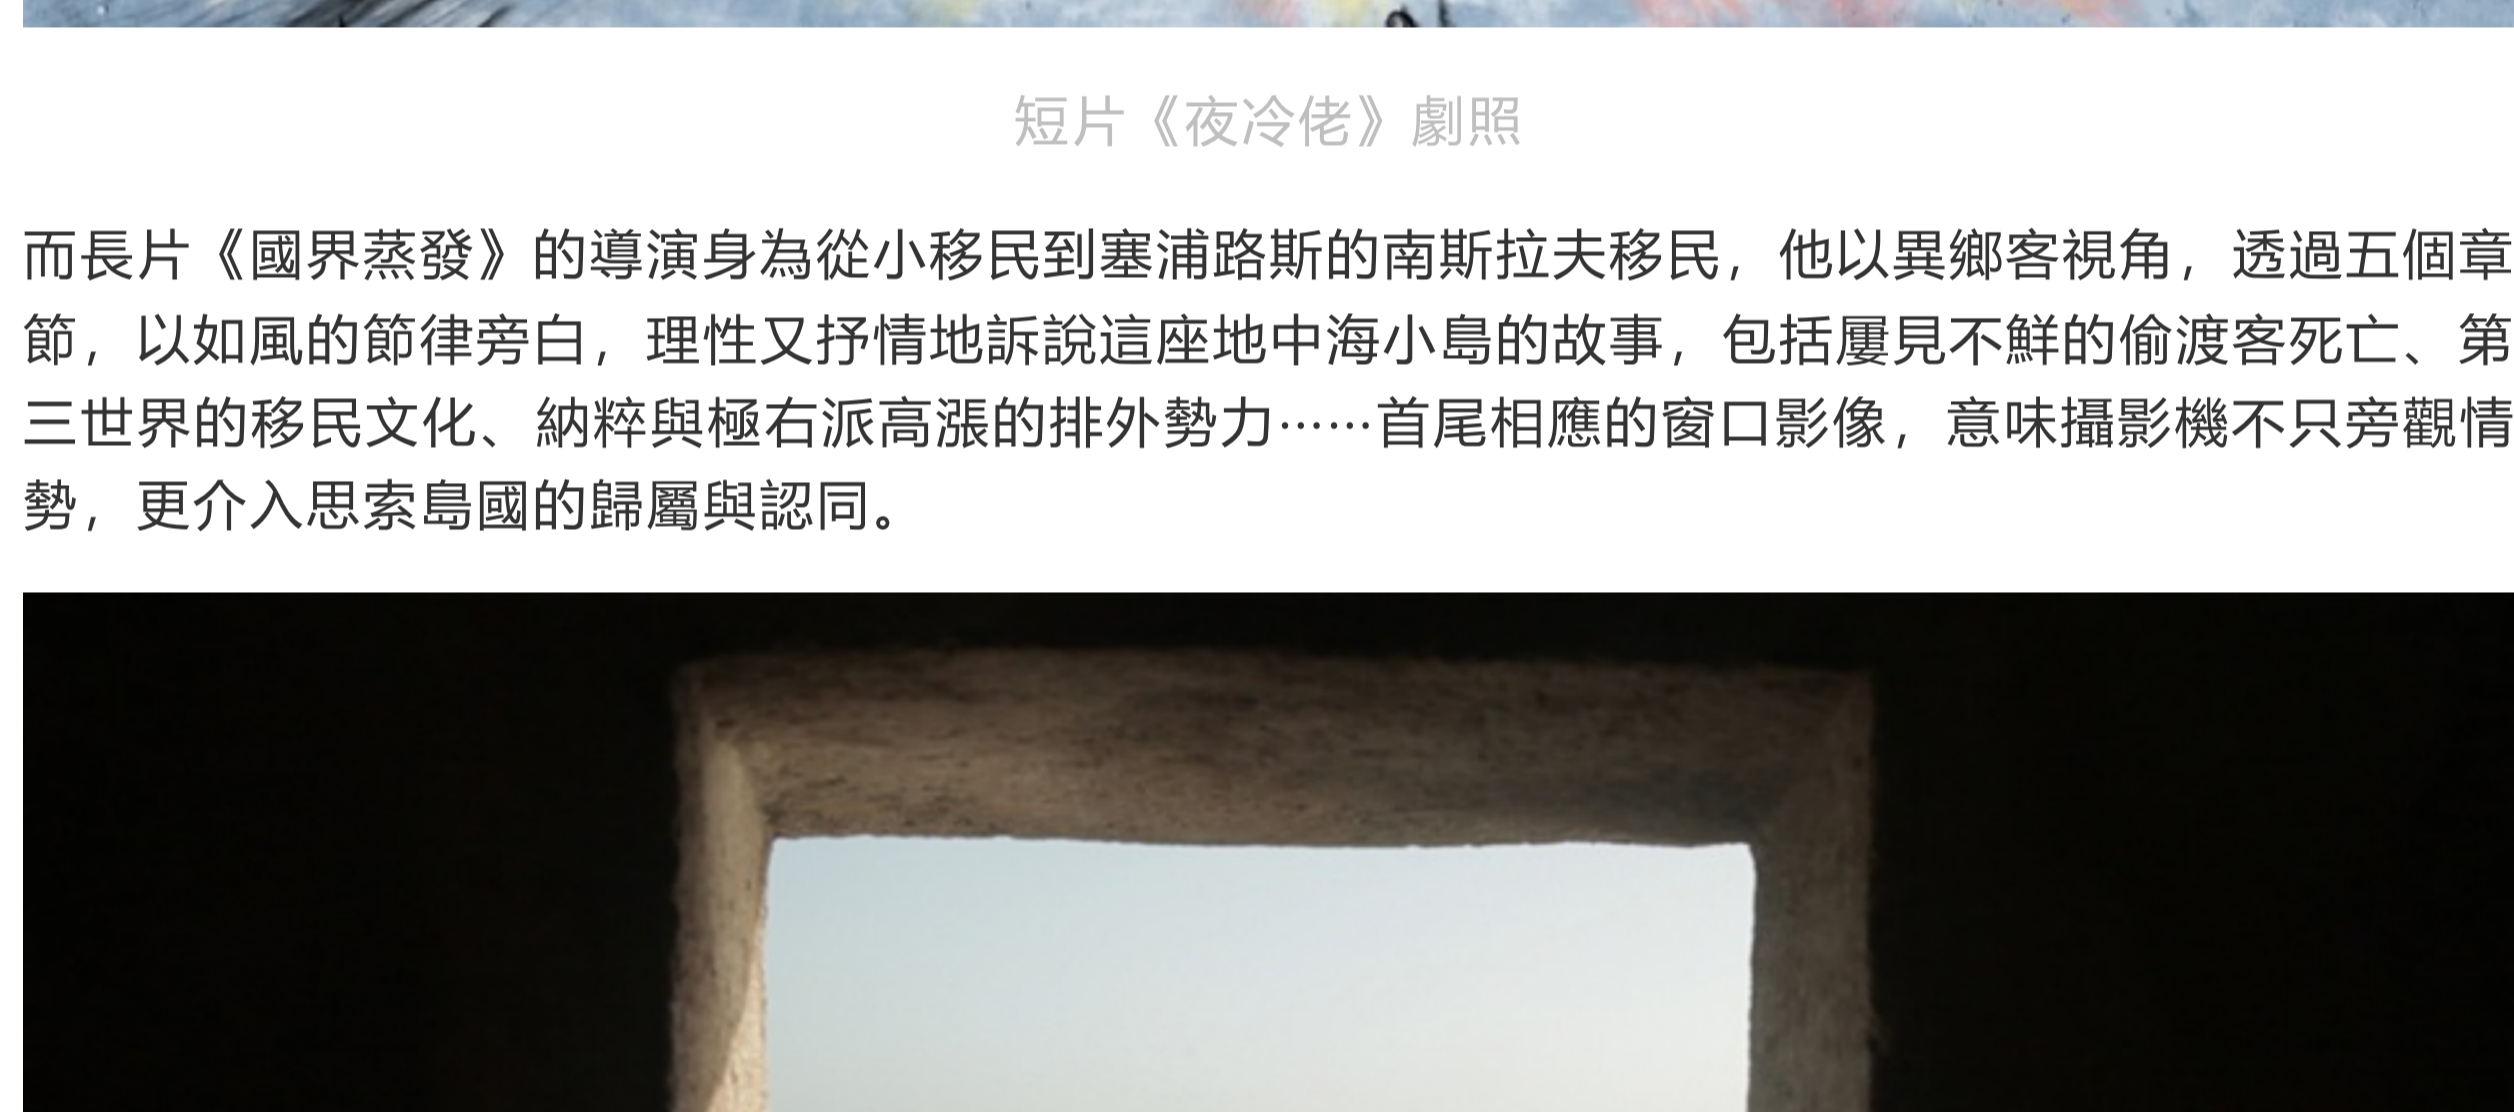 短片《夜冷佬》劇照
而長片《國界蒸發》的導演身為從小移民到塞浦路斯的南斯拉夫移民，他以異鄉客視角，透過五個章
節，以如風的節律旁白，理性又抒情地訴說這座地中海小島的故事，包括屢見不鮮的偷渡客死亡、第
三世界的移民文化、納粹與極右派高漲的排外勢力⋯⋯首尾相應的窗口影像，意味攝影機不只旁觀情
勢，更介入思索島國的歸屬與認同。